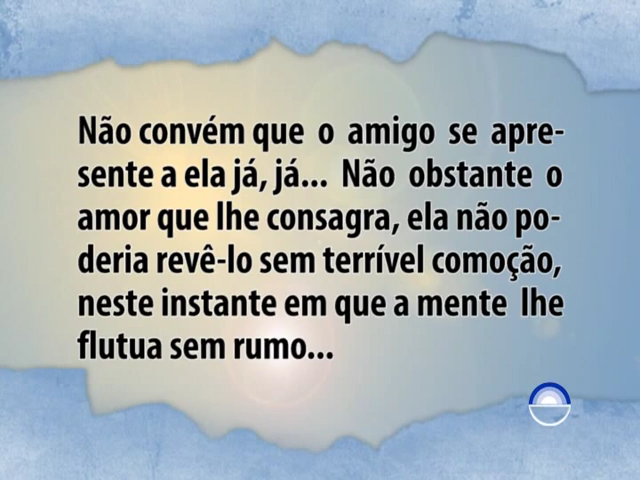 Não convém que o amigo se apre-
sente a ela já, já... Não obstante o
amor que lhe consagra, ela não po-
deria revê-lo sem terrível comoção,
neste instante em que a mente lhe
flutua sem rumo...